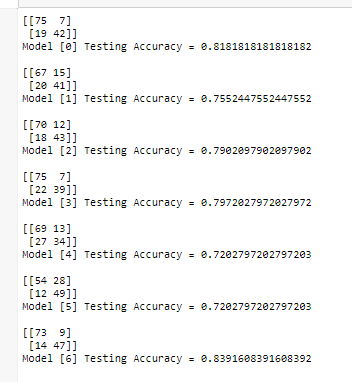 [[75  7]
 [19 42]]
Model [0] Testing Accuracy = 0.8181818181818182
[[67 15]
 [20 41]]
Model [1] Testing Accuracy = 0.7552447552447552
[[70 12]
 [18 43]]
Model [2] Testing Accuracy = 0.7902097902097902
[[75  7]
 [22 39]]
Model [3] Testing Accuracy = 0.7972027972027972
[[69 13]
 [27 34]]
Model [4] Testing Accuracy = 0.7202797202797203
[[54 28]
 [12 49]]
Model [5] Testing Accuracy = 0.7202797202797203
[[73  9]
 [14 47]]
Model [6] Testing Accuracy = 0.8391608391608392